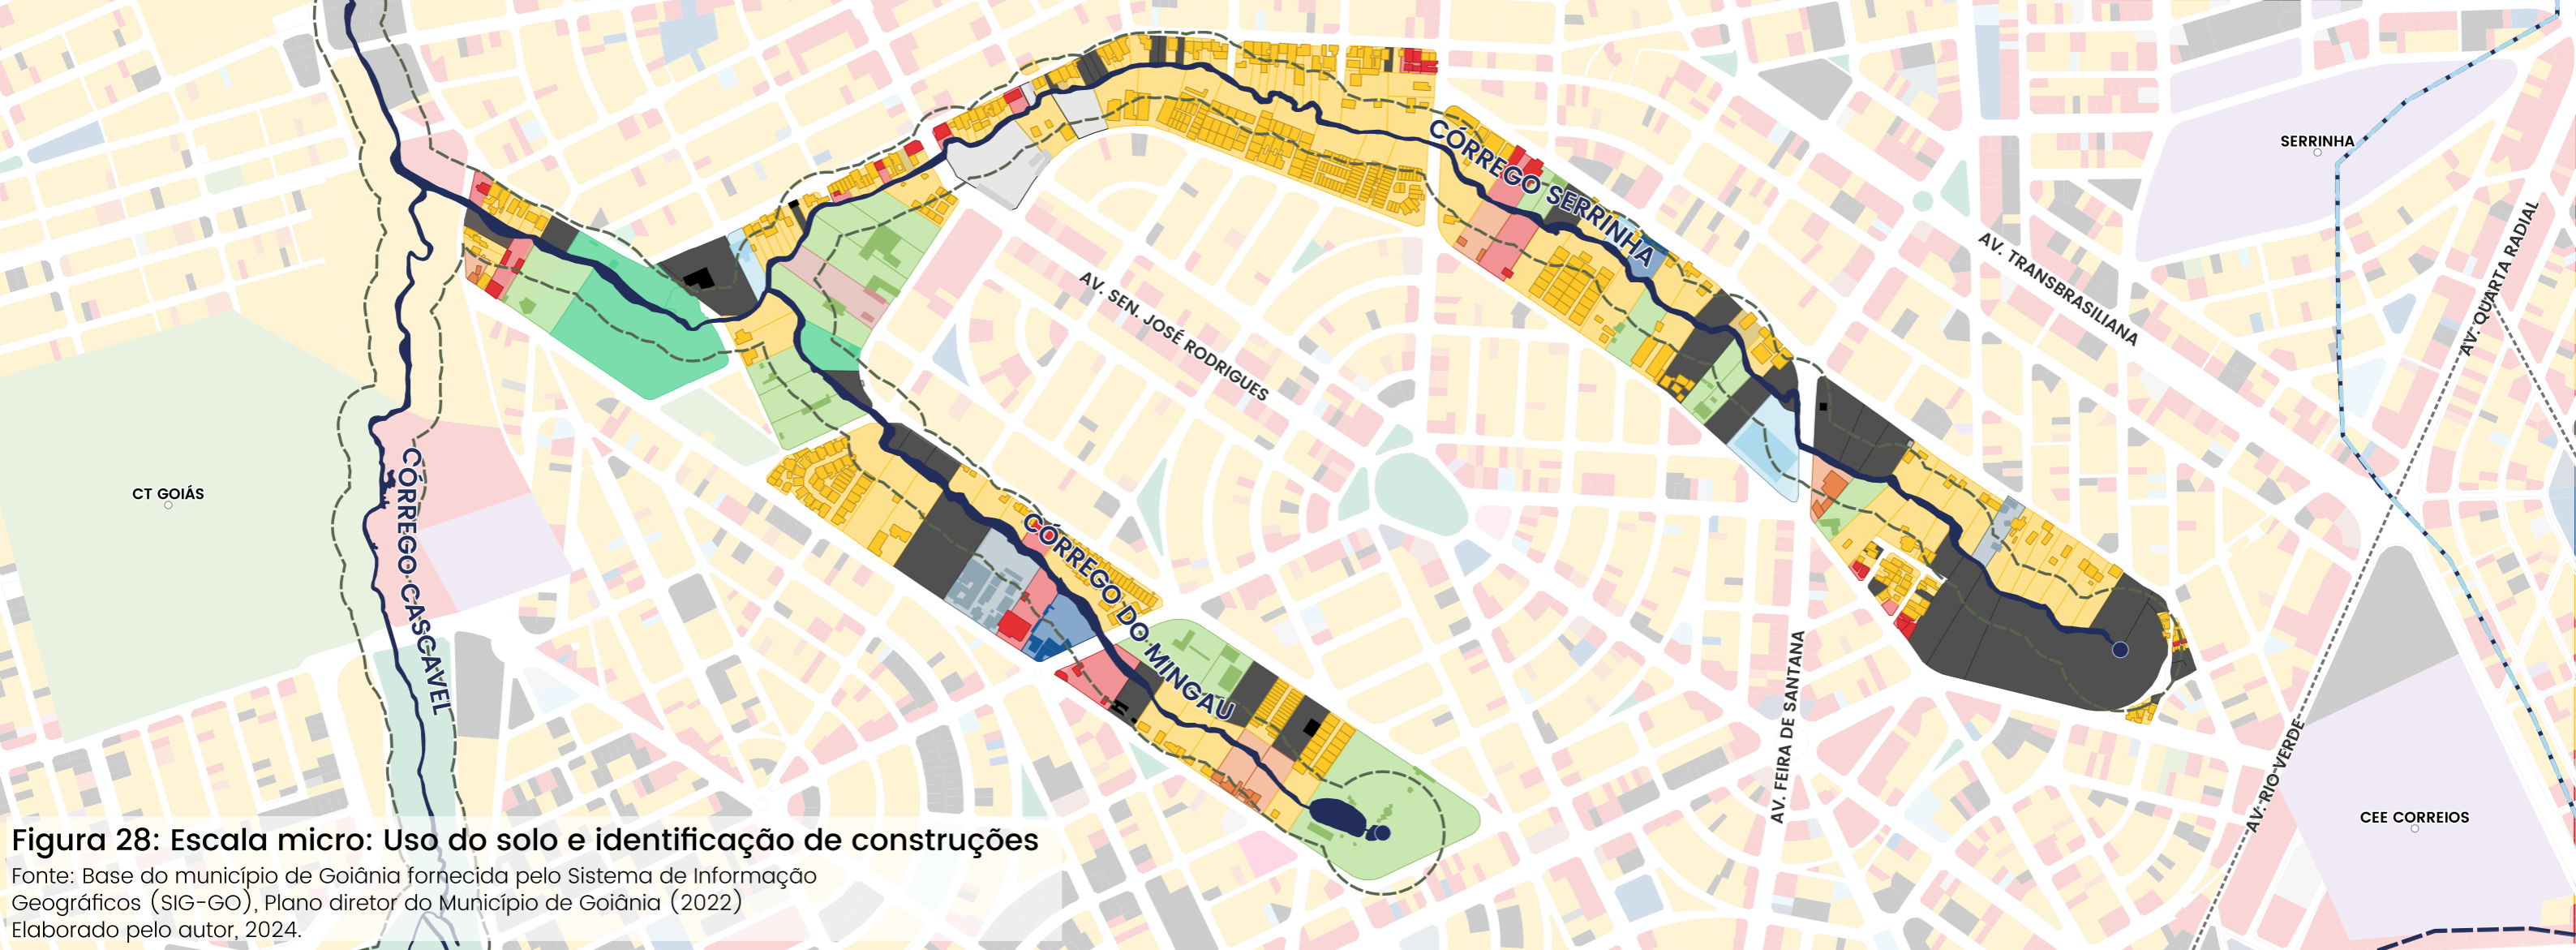 CÓRREGO SERRINHA
SERRINHA
AV. TRANSBRASILIANA
AV. QUARTA RADIAL
AV. SEN. JOSÉ RODRIGUES
CT GOIÁS
CÓRREGO CASCAVEL
CÓRREGO DO MINGAU
AV. FEIRA DE SANTANA
AV. RIO VERDE
CEE CORREIOS
Figura 28: Escala micro: Uso do solo e identificação de construções
Fonte: Base do município de Goiânia fornecida pelo Sistema de Informação
Geográficos (SIG-GO), Plano diretor do Município de Goiânia (2022)
Elaborado pelo autor, 2024.